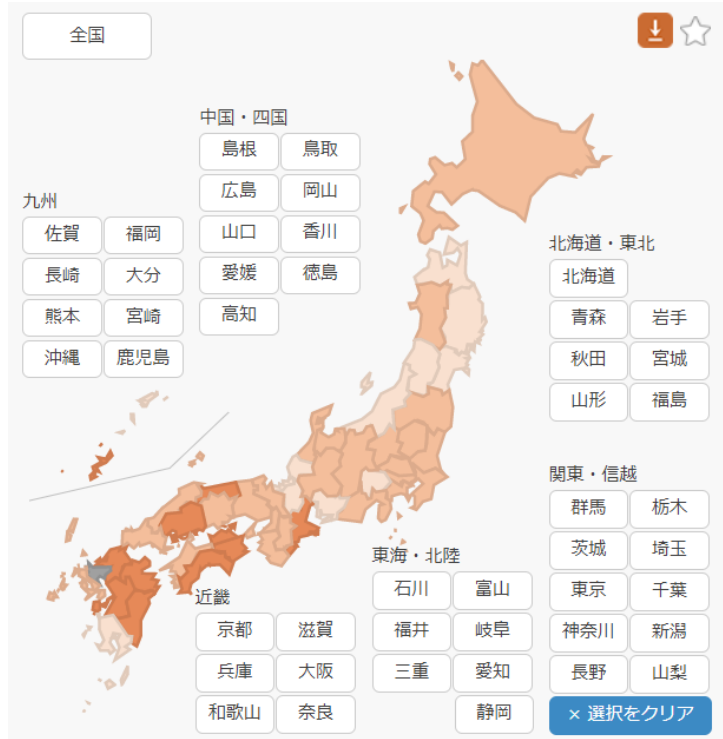 全国
中国・四国
島根 鳥取
広島 岡山
山口 香川
愛媛 徳島
高知
九州
佐賀 福岡
長崎 大分
熊本 宮崎
沖縄 鹿児島
北海道・東北
北海道
青森 岩手
秋田 宮城
山形 福島
関東・信越
群馬 栃木
茨城 埼玉
東京 千葉
神奈川 新潟
長野 山梨
× 選択をクリア
東海・北陸
石川 富山
福井 岐阜
三重 愛知
静岡
近畿
京都 滋賀
兵庫 大阪
和歌山 奈良